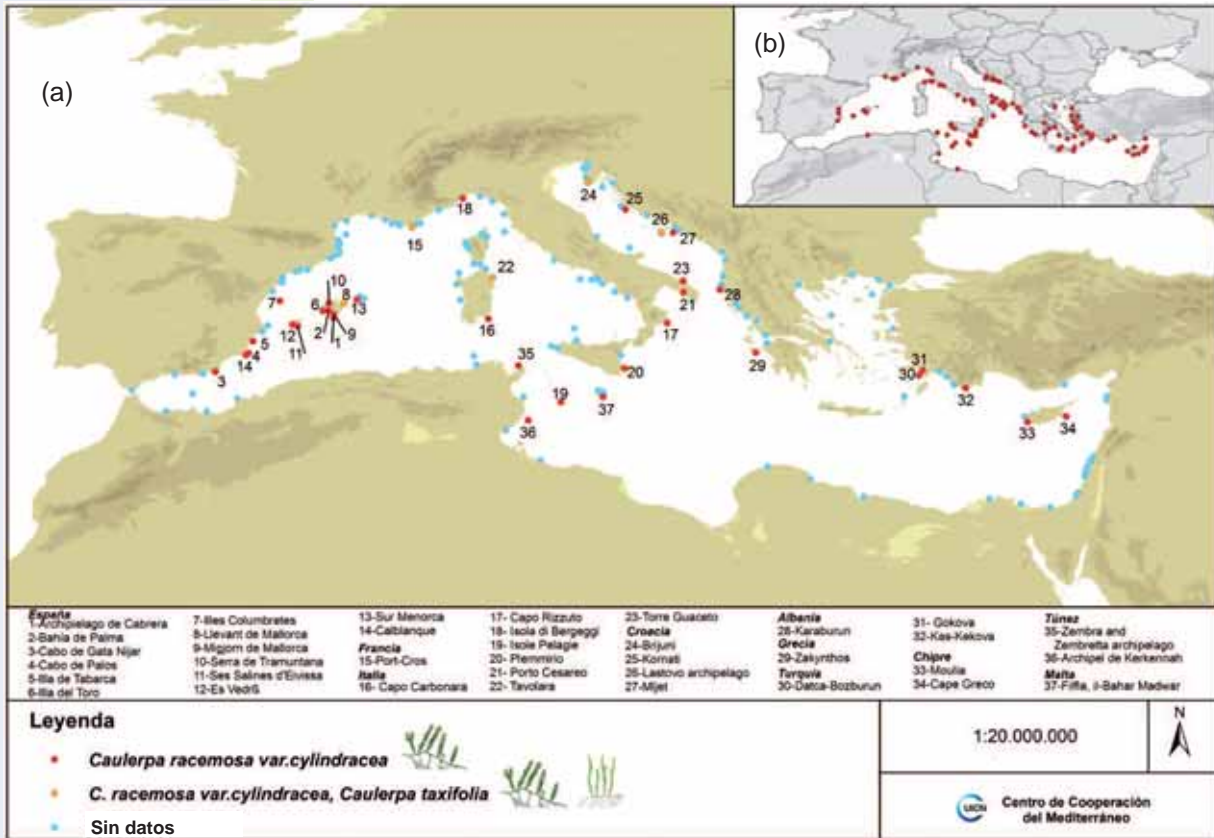 (a)
(b)
24
25
18
26
15
27
10
22
23
7
6
8
13
28
21
12
2
9
16
17
11
1
5
29
14
4
35
20
31
3
30
19
37
32
36
33
34
España
1-Archipielago de Cabrera
2-Bahía de Palma
3-Cabo de Gata Nijar
4-Cabo de Palos
5-Illa de Tabarca
6-Illa del Toro
7-Illes Columbretes
8-Llevant de Mallorca
9-Migjorn de Mallorca
10-Serra de Tramuntana
11-Ses Salines d'Eivissa
12-Es Vedrß
13-Sur Menorca
14-Calblanque
Francia
15-Port-Cros
Italia
16- Capo Carbonara
17- Capo Rizzuto
18- Isola di Bergeggi
19- Isole Pelagie
20- Plemmirio
21- Porto Cesareo
22- Tavolara
23-Torre Guaceto
Croacia
24-Brijuni
25-Kornati
26-Lastovo archipelago
27-Mljet
Albania
28-Karaburun
Grecia
29-Zakynthos
Turquia
30-Datca-Bozburun
31- Gokova
32-Kas-Kekova
Chipre
33-Moulia
34-Cape Greco
Túnez
35-Zembra and
Zembretta archipelago
36-Archipel de Kerkennah
Malta
37-Filfla, il-Bahar Madwar
Leyenda
Caulerpa racemosa var.cylindracea
C. racemosa var.cylindracea, Caulerpa taxifolia
Sin datos
1:20.000.000
N
UICN
Centro de Cooperación
del Mediterráneo